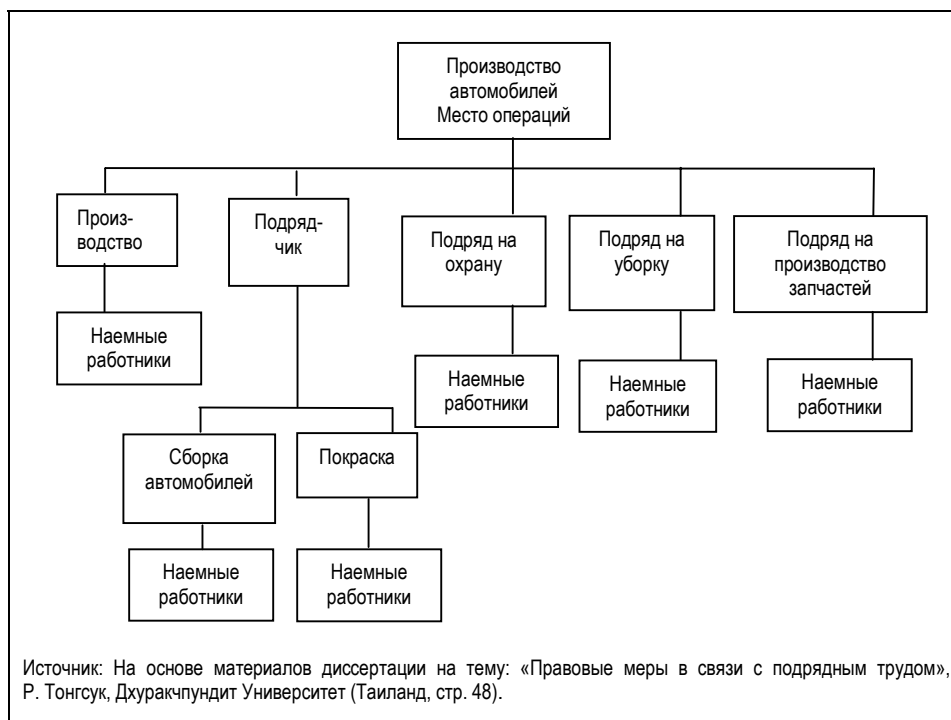 Производство
автомобилей
Место операций
Произ-
водство
Подряд-
чик
Подряд на
охрану
Подряд на
уборку
Подряд на
производство
запчастей
Наемные
работники
Наемные
работники
Наемные
работники
Наемные
работники
Сборка
автомобилей
Покраска
Наемные
работники
Наемные
работники
Источник: На основе материалов диссертации на тему: «Правовые меры в связи с подрядным трудом»,
Р. Тонгсук, Дхуракчпундит Университет (Таиланд, стр. 48).